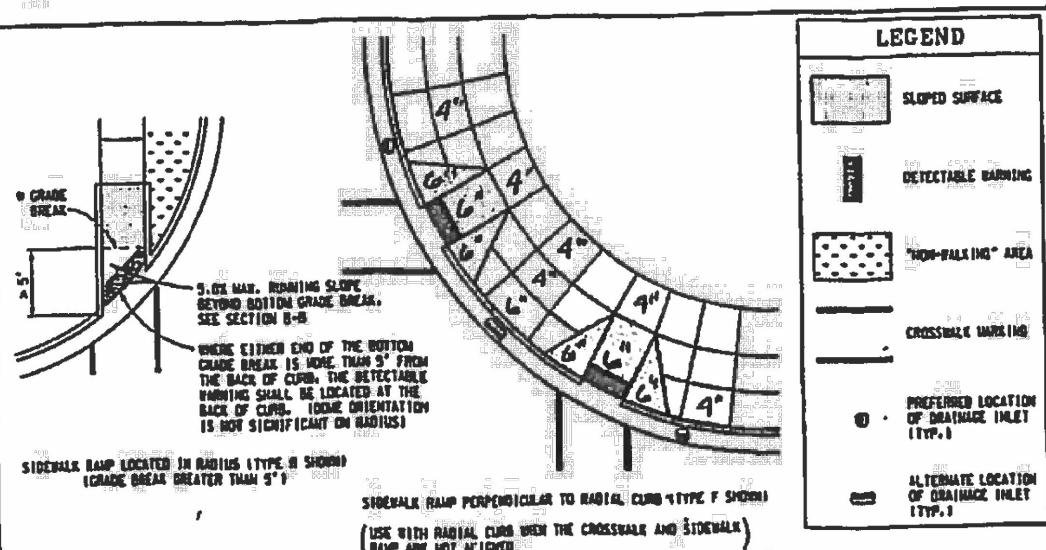 * GRADE
BREAK
> 5'
5.0% MAX. RUNNING SLOPE
BEYOND BOTTOM GRADE BREAK.
SEE SECTION B-B
WHERE EITHER END OF THE BOTTOM
GRADE BREAK IS MORE THAN 5' FROM
THE BACK OF CURB, THE DETECTABLE
WARNING SHALL BE LOCATED AT THE
BACK OF CURB. (DOME ORIENTATION
IS NOT SIGNIFICANT ON RADIUS)
SIDEWALK RAMP LOCATED IN RADIUS (TYPE SHOWN)
(GRADE BREAK GREATER THAN 5')
4"
6"
6"
4"
6"
4"
4"
6"
4"
6"
6"
6"
4"
SIDEWALK RAMP PERPENDICULAR TO RADIAL CURB (TYPE F SHOWN)
(USE WITH RADIAL CURB WHEN THE CROSSWALK AND SIDEWALK
RAMP ARE NOT ALIGNED
LEGEND
SLOPED SURFACE
DETECTABLE WARNING
"NON-WALKING" AREA
CROSSWALK MARKING
PREFERRED LOCATION
OF DRAINAGE INLET
(TYP.)
ALTERNATE LOCATION
OF DRAINAGE INLET
(TYP.)